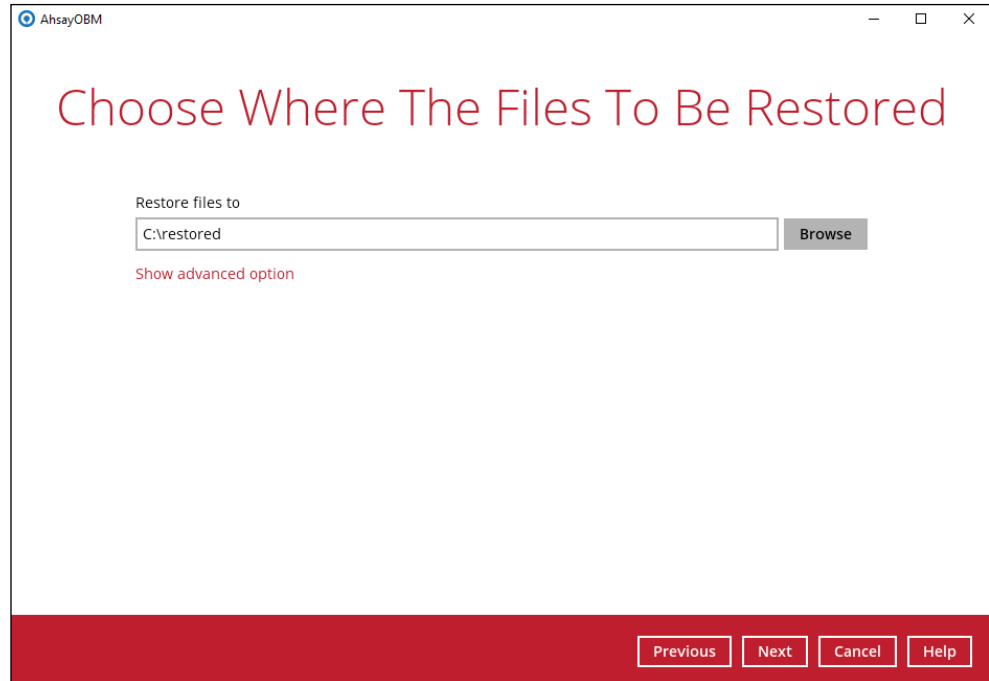 AhsayOBM
Choose Where The Files To Be Restored
Restore files to
C:\restored
Browse
Show advanced option
Previous
Next
Cancel
Help